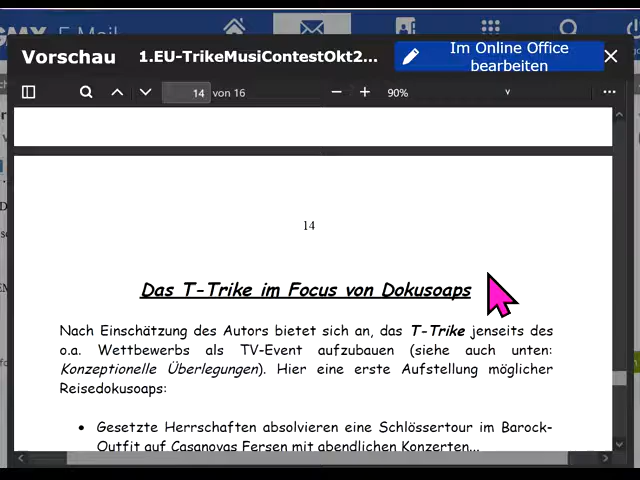 GMX E-Mail
Vorschau 1.EU-TrikeMusiContestOkt2... Im Online Office bearbeiten
14 von 16 90%
14
Das T-Trike im Focus von Dokusoaps
Nach Einschätzung des Autors bietet sich an, das T-Trike jenseits des
o.a. Wettbewerbs als TV-Event aufzubauen (siehe auch unten:
Konzeptionelle Überlegungen). Hier eine erste Aufstellung möglicher
Reisedokusoaps:
• Gesetzte Herrschaften absolvieren eine Schlössertour im Barock-
Outfit auf Casanovas Fersen mit abendlichen Konzerten...